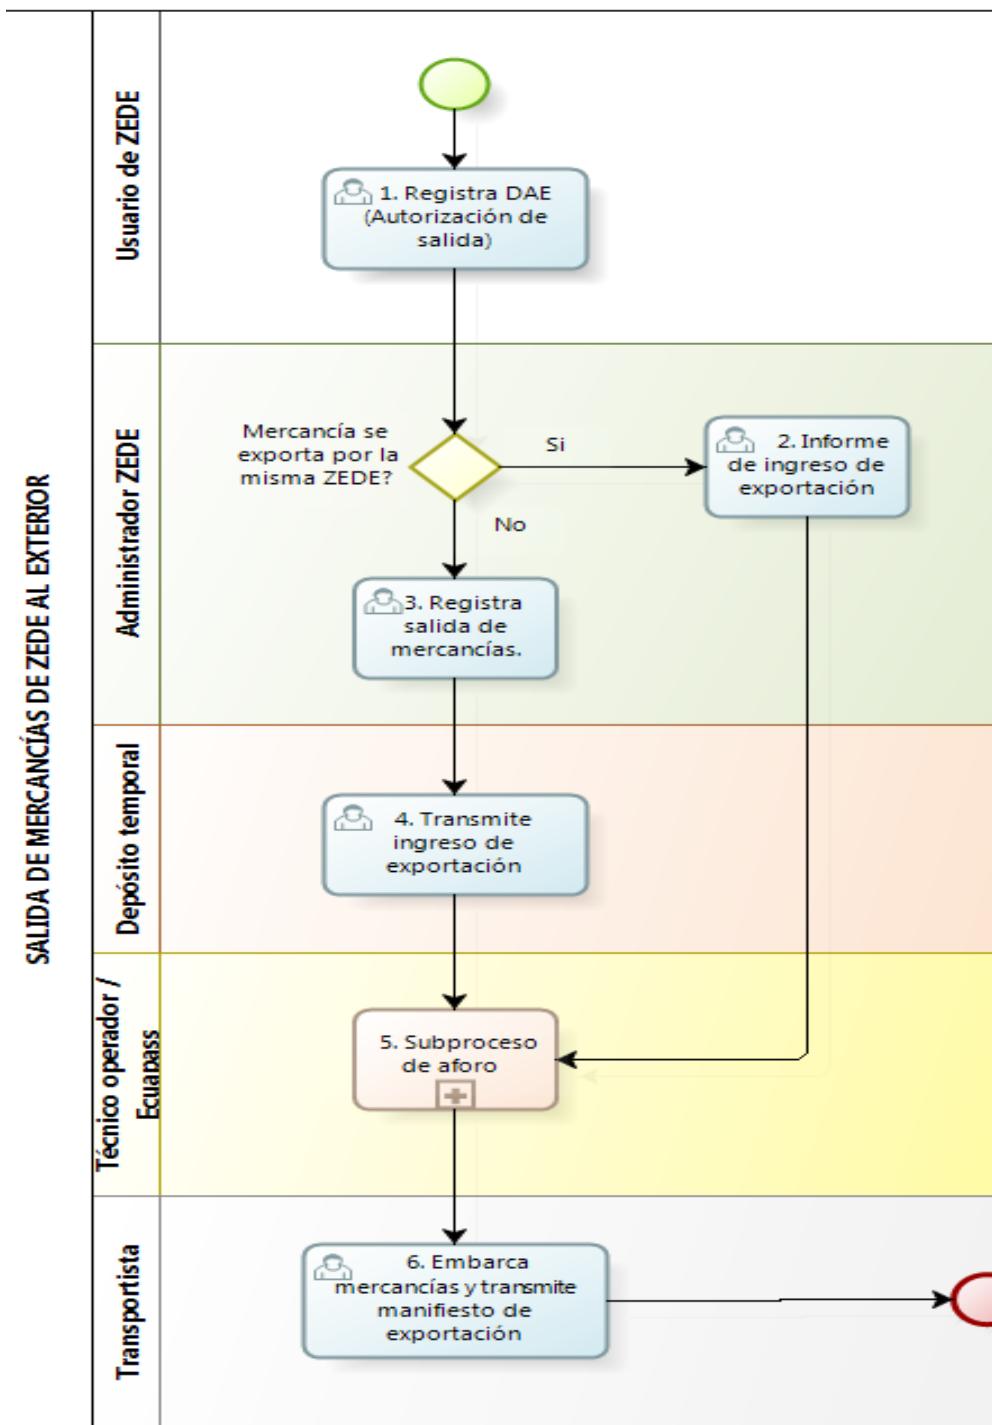 SALIDA DE MERCANCÍAS DE ZEDE AL EXTERIOR
Usuario de ZEDE
1. Registra DAE
(Autorización de
salida)
Administrador ZEDE
Mercancía se
exporta por la
misma ZEDE?
Si
No
2. Informe
de ingreso de
exportación
3. Registra
salida de
mercancías.
Depósito temporal
4. Transmite
ingreso de
exportación
Técnico operador /
Ecuapass
5. Subproceso
de aforo
Transportista
6. Embarca
mercancías y transmite
manifiesto de
exportación